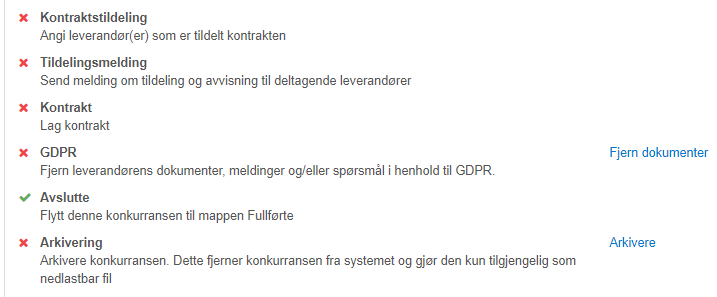 Kontraktstildeling
Angi leverandør(er) som er tildelt kontrakten
Tildelingsmelding
Send melding om tildeling og avvisning til deltagende leverandører
Kontrakt
Lag kontrakt
GDPR
Fjern dokumenter
Fjern leverandørens dokumenter, meldinger og/eller spørsmål i henhold til GDPR.
Avslutte
Flytt denne konkurransen til mappen Fullførte
Arkivering
Arkivere
Arkivere konkurransen. Dette fjerner konkurransen fra systemet og gjør den kun tilgjengelig som
nedlastbar fil